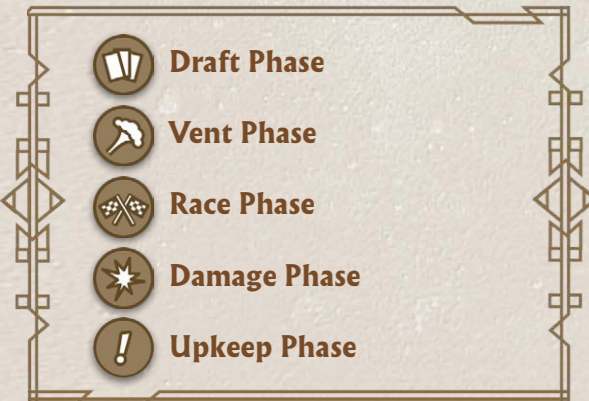 Draft Phase
Vent Phase
Race Phase
Damage Phase
! Upkeep Phase